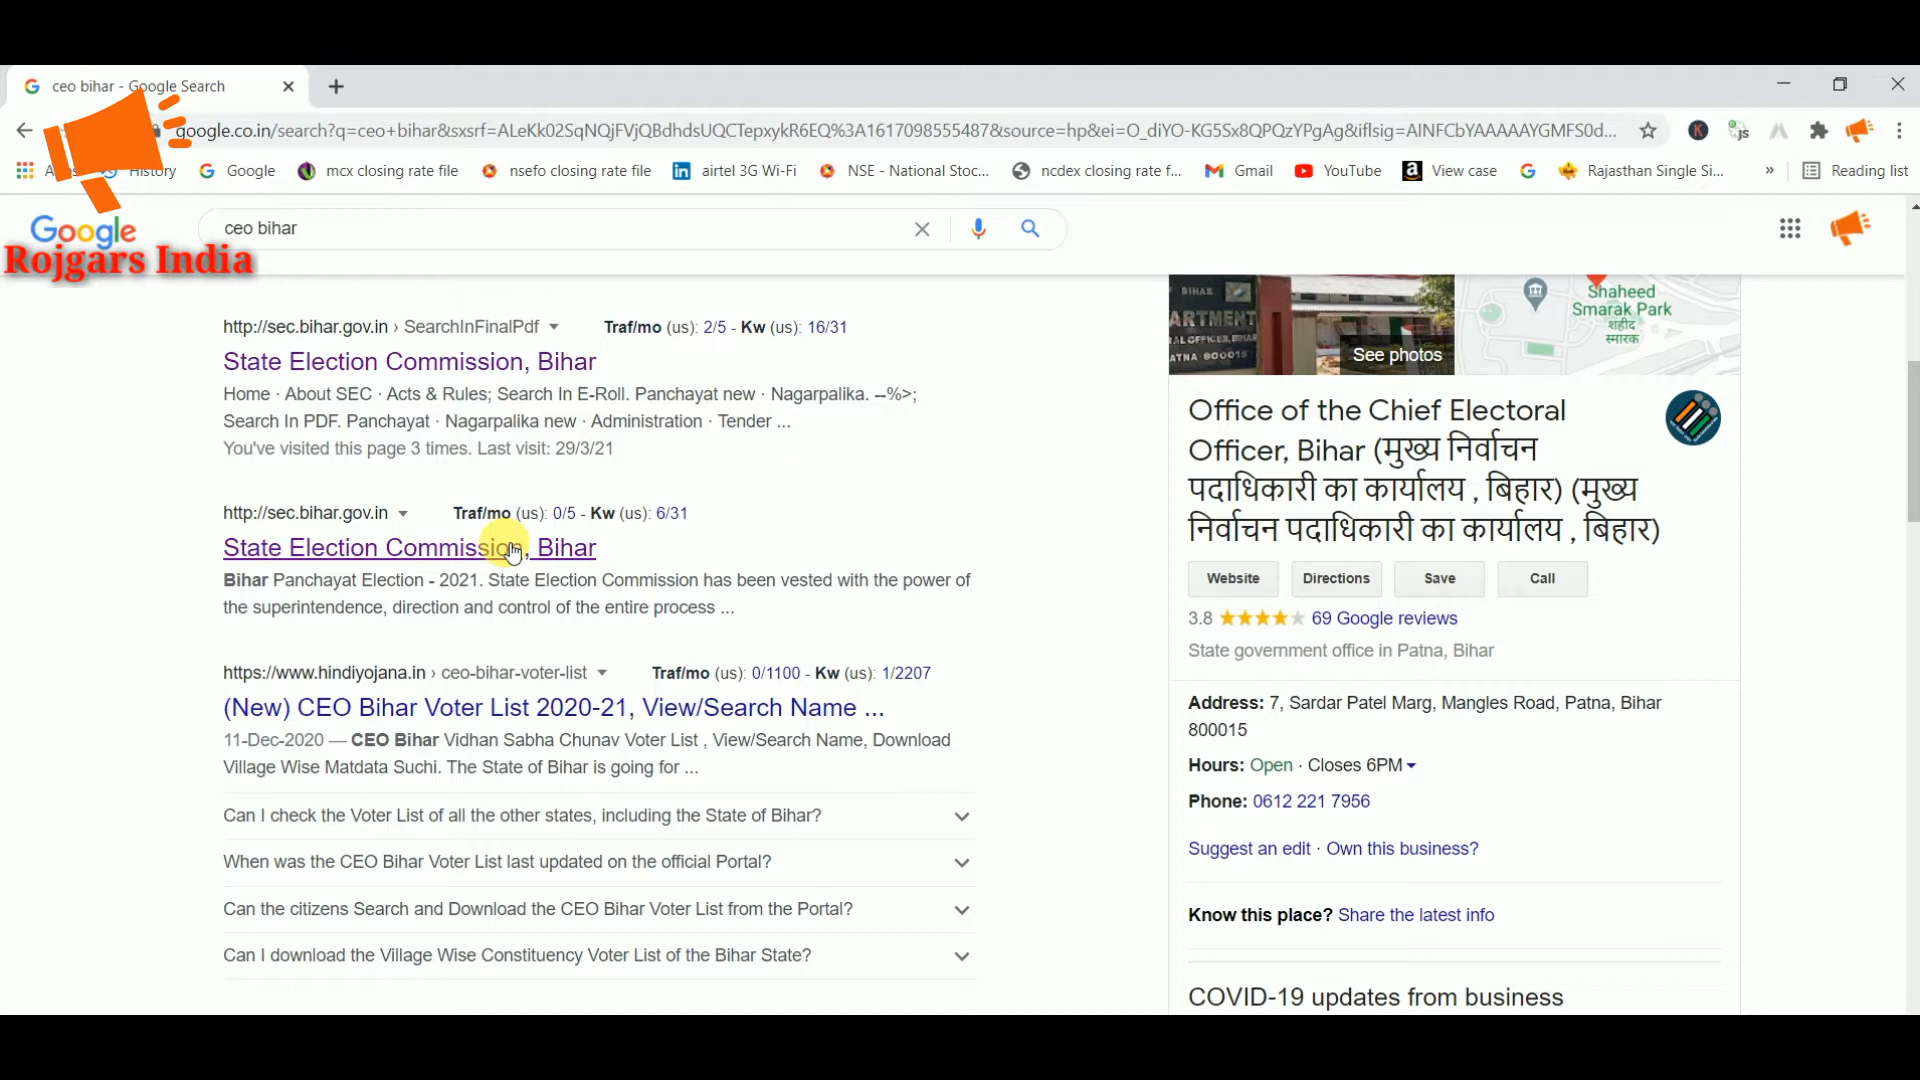 ceo bihar - Google Search
google.co.in/search?q=ceo+bihar&sxsrf=ALeKk02SqNQjFVjQBdhdsUQCTepxykR6EQ%3A1617098555487&source=hp&ei=O_diYO-KG5Sx8QPQzYPgAg&iflsig=AINFCbYAAAAAYGMFS0d...
History Google mcx closing rate file nsefo closing rate file airtel 3G Wi-Fi NSE - National Stoc... ncdex closing rate f... Gmail YouTube View case Rajasthan Single Si... » Reading list
Google
Rojgars India
ceo bihar
http://sec.bihar.gov.in › SearchInFinalPdf Traf/mo (us): 2/5 - Kw (us): 16/31
State Election Commission, Bihar
Home · About SEC · Acts & Rules; Search In E-Roll. Panchayat new · Nagarpalika. --%>;
Search In PDF. Panchayat · Nagarpalika new · Administration · Tender ...
You've visited this page 3 times. Last visit: 29/3/21
http://sec.bihar.gov.in Traf/mo (us): 0/5 - Kw (us): 6/31
State Election Commission, Bihar
Bihar Panchayat Election - 2021. State Election Commission has been vested with the power of
the superintendence, direction and control of the entire process ...
https://www.hindiyojana.in › ceo-bihar-voter-list Traf/mo (us): 0/1100 - Kw (us): 1/2207
(New) CEO Bihar Voter List 2020-21, View/Search Name ...
11-Dec-2020 — CEO Bihar Vidhan Sabha Chunav Voter List , View/Search Name, Download
Village Wise Matdata Suchi. The State of Bihar is going for ...
Can I check the Voter List of all the other states, including the State of Bihar?
When was the CEO Bihar Voter List last updated on the official Portal?
Can the citizens Search and Download the CEO Bihar Voter List from the Portal?
Can I download the Village Wise Constituency Voter List of the Bihar State?
BIHAR
See photos
Shaheed
Smarak Park
शहीद
स्मारक
Office of the Chief Electoral
Officer, Bihar (मुख्य निर्वाचन
पदाधिकारी का कार्यालय , बिहार) (मुख्य
निर्वाचन पदाधिकारी का कार्यालय , बिहार)
Website Directions Save Call
3.8 69 Google reviews
State government office in Patna, Bihar
Address: 7, Sardar Patel Marg, Mangles Road, Patna, Bihar
800015
Hours: Open · Closes 6PM
Phone: 0612 221 7956
Suggest an edit · Own this business?
Know this place? Share the latest info
COVID-19 updates from business